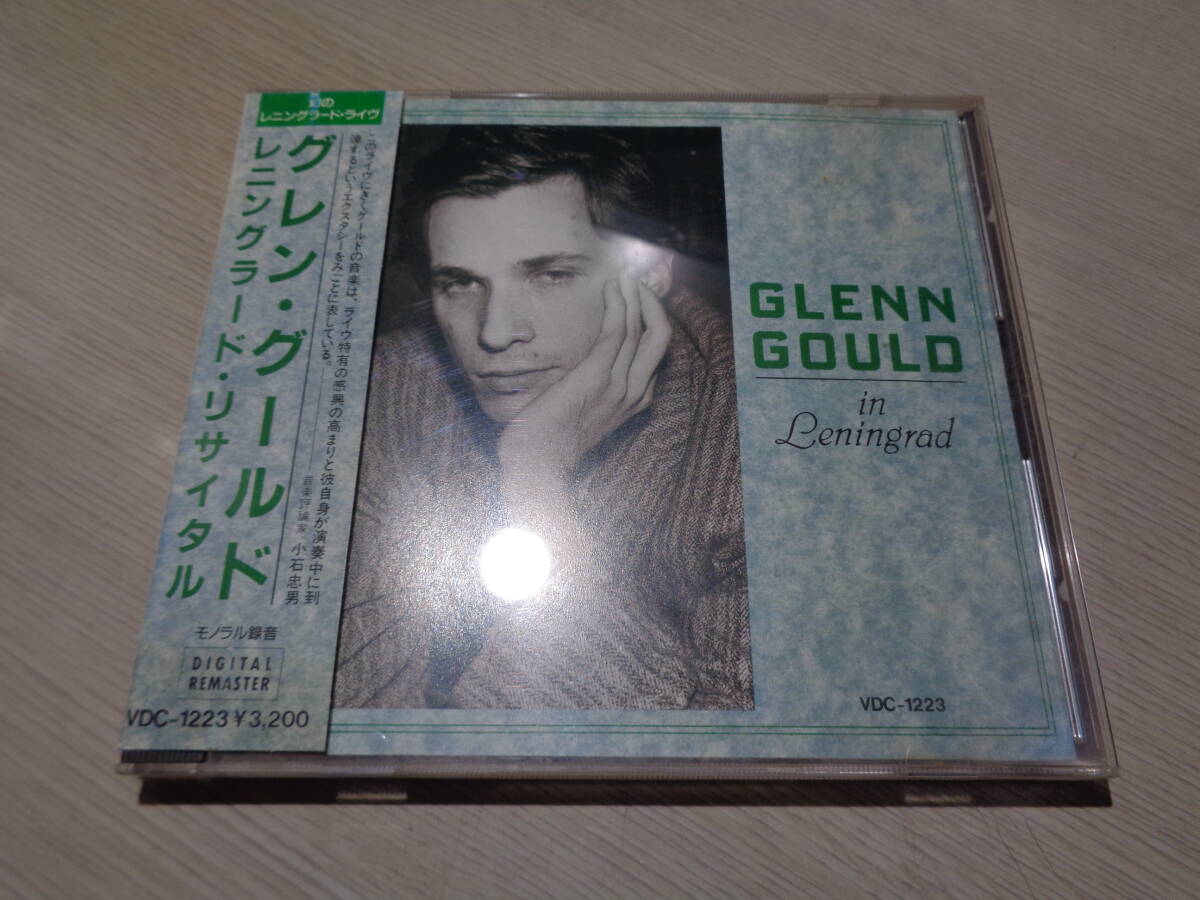 幻の
レニングラード・ライヴ
グレン・グールド
レニングラード・リサイタル
このライヴにきくグールドの音楽は、ライヴ特有の感興の高まりと彼自身が演奏中に到
達するというエクスタシーをみごとに表している。
音楽評論家 小石忠男
モノラル録音
DIGITAL
REMASTER
VDC-1223 ¥3,200
GLENN
GOULD
in
Leningrad
VDC-1223